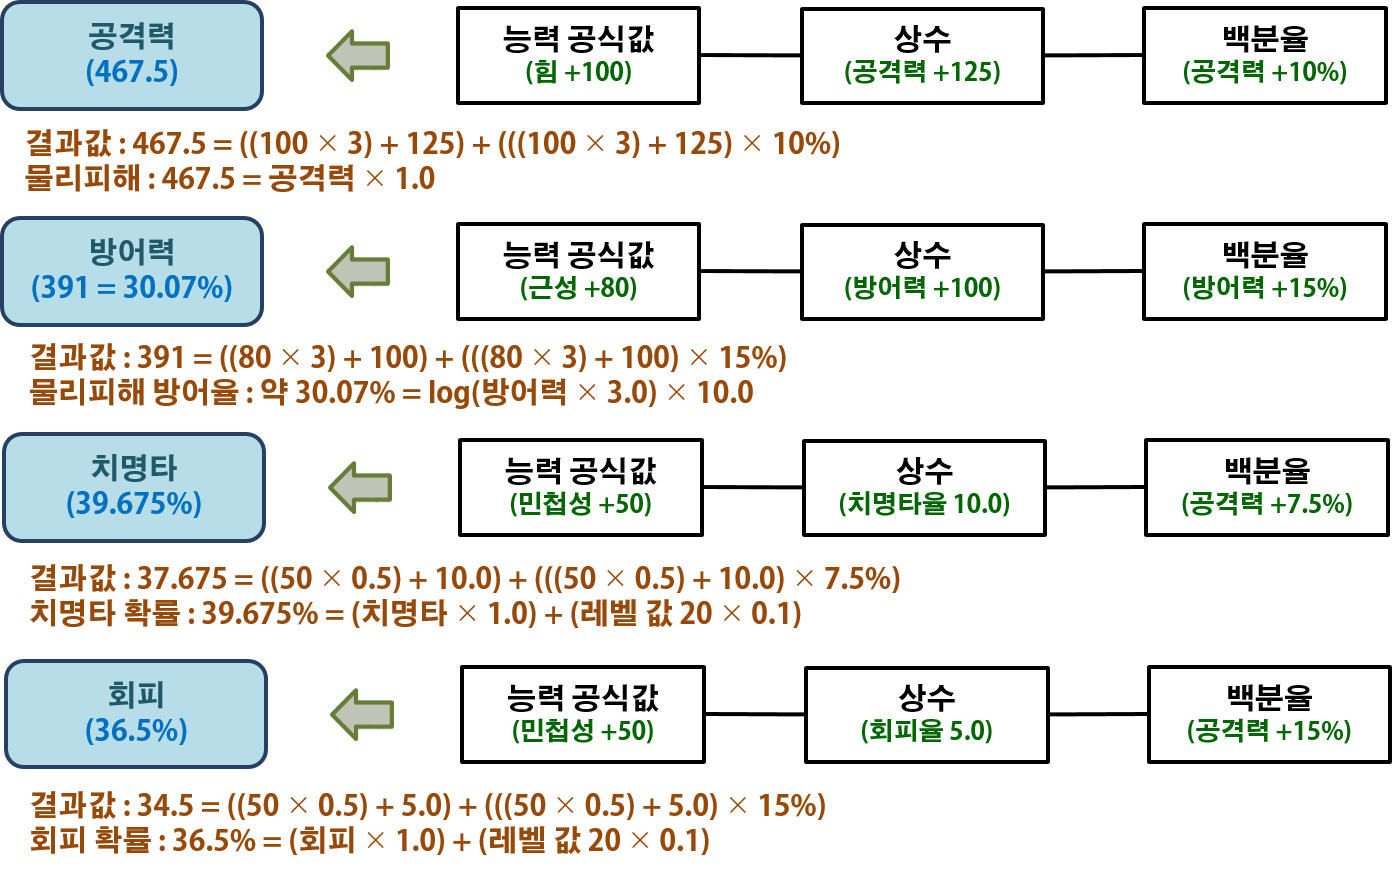 공격력
(467.5)
능력 공식값
(힘 +100)
상수
(공격력 +125)
백분율
(공격력 +10%)
결과값 : 467.5 = ((100 × 3) + 125) + (((100 × 3) + 125) × 10%)
물리피해 : 467.5 = 공격력 × 1.0
방어력
(391 = 30.07%)
능력 공식값
(근성 +80)
상수
(방어력 +100)
백분율
(방어력 +15%)
결과값 : 391 = ((80 × 3) + 100) + (((80 × 3) + 100) × 15%)
물리피해 방어율 : 약 30.07% = log(방어력 × 3.0) × 10.0
치명타
(39.675%)
능력 공식값
(민첩성 +50)
상수
(치명타율 10.0)
백분율
(공격력 +7.5%)
결과값 : 37.675 = ((50 × 0.5) + 10.0) + (((50 × 0.5) + 10.0) × 7.5%)
치명타 확률 : 39.675% = (치명타 × 1.0) + (레벨 값 20 × 0.1)
회피
(36.5%)
능력 공식값
(민첩성 +50)
상수
(회피율 5.0)
백분율
(공격력 +15%)
결과값 : 34.5 = ((50 × 0.5) + 5.0) + (((50 × 0.5) + 5.0) × 15%)
회피 확률 : 36.5% = (회피 × 1.0) + (레벨 값 20 × 0.1)